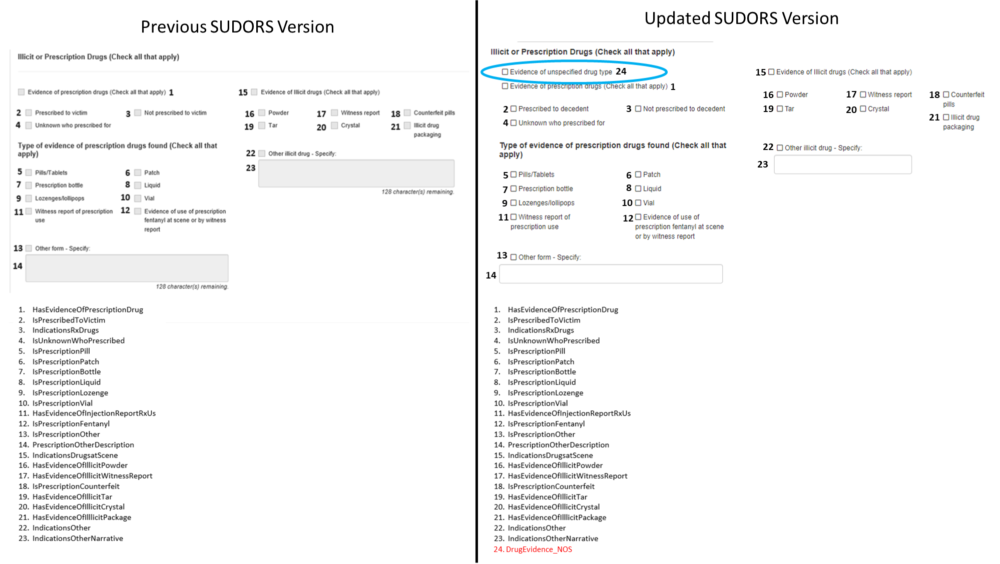 Previous SUDORS Version
Illicit or Prescription Drugs (Check all that apply)
Evidence of prescription drugs (Check all that apply) 1
2 Prescribed to victim
3 Not prescribed to victim
4 Unknown who prescribed for
Type of evidence of prescription drugs found (Check all that
apply)
5 Pills/Tablets
6 Patch
7 Prescription bottle
8 Liquid
9 Lozenges/lollipops
10 Vial
11 Witness report of prescription
use
12 Evidence of use of prescription
fentanyl at scene or by witness
report
13 Other form - Specify:
14
128 character(s) remaining.
15 Evidence of Illicit drugs (Check all that apply)
16 Powder
17 Witness report
18 Counterfeit pills
19 Tar
20 Crystal
21 Illicit drug
packaging
22 Other illicit drug - Specify:
23
128 character(s) remaining.
1. HasEvidenceOfPrescriptionDrug
2. IsPrescribedToVictim
3. IndicationsRxDrugs
4. IsUnknownWhoPrescribed
5. IsPrescriptionPill
6. IsPrescriptionPatch
7. IsPrescriptionBottle
8. IsPrescriptionLiquid
9. IsPrescriptionLozenge
10. IsPrescriptionVial
11. HasEvidenceOfInjectionReportRxUs
12. IsPrescriptionFentanyl
13. IsPrescriptionOther
14. PrescriptionOtherDescription
15. IndicationsDrugsatScene
16. HasEvidenceOfIllicitPowder
17. HasEvidenceOfIllicitWitnessReport
18. IsPrescriptionCounterfeit
19. HasEvidenceOfIllicitTar
20. HasEvidenceOfIllicitCrystal
21. HasEvidenceOfIlllicitPackage
22. IndicationsOther
23. IndicationsOtherNarrative
Updated SUDORS Version
Illicit or Prescription Drugs (Check all that apply)
Evidence of unspecified drug type 24
Evidence of prescription drugs (Check all that apply) 1
2 Prescribed to decedent
3 Not prescribed to decedent
4 Unknown who prescribed for
Type of evidence of prescription drugs found (Check all that
apply)
5 Pills/Tablets
6 Patch
7 Prescription bottle
8 Liquid
9 Lozenges/lollipops
10 Vial
11 Witness report of
prescription use
12 Evidence of use of
prescription fentanyl at scene
or by witness report
13 Other form - Specify:
14
15 Evidence of Illicit drugs (Check all that apply)
16 Powder
17 Witness report
18 Counterfeit
pills
19 Tar
20 Crystal
21 Illicit drug
packaging
22 Other illicit drug - Specify:
23
1. HasEvidenceOfPrescriptionDrug
2. IsPrescribedToVictim
3. IndicationsRxDrugs
4. IsUnknownWhoPrescribed
5. IsPrescriptionPill
6. IsPrescriptionPatch
7. IsPrescriptionBottle
8. IsPrescriptionLiquid
9. IsPrescriptionLozenge
10. IsPrescriptionVial
11. HasEvidenceOfInjectionReportRxUs
12. IsPrescriptionFentanyl
13. IsPrescriptionOther
14. PrescriptionOtherDescription
15. IndicationsDrugsatScene
16. HasEvidenceOfIllicitPowder
17. HasEvidenceOfIllicitWitnessReport
18. IsPrescriptionCounterfeit
19. HasEvidenceOfIllicitTar
20. HasEvidenceOfIllicitCrystal
21. HasEvidenceOfIlllicitPackage
22. IndicationsOther
23. IndicationsOtherNarrative
24. DrugEvidence_NOS